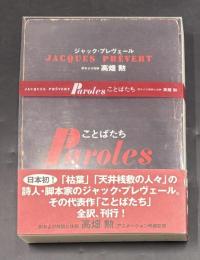 ジャック・プレヴェール
JACQUES PRÉVERT
高畑 勲
JACQUES PRÉVERT Paroles ことばたち 高畑 勲
ことばたち
Paroles
日本初!「枯葉」「天井桟敷の人々」の
詩人・脚本家のジャック・プレヴェール。
その代表作『ことばたち』
全訳、刊行!
高畑 勲